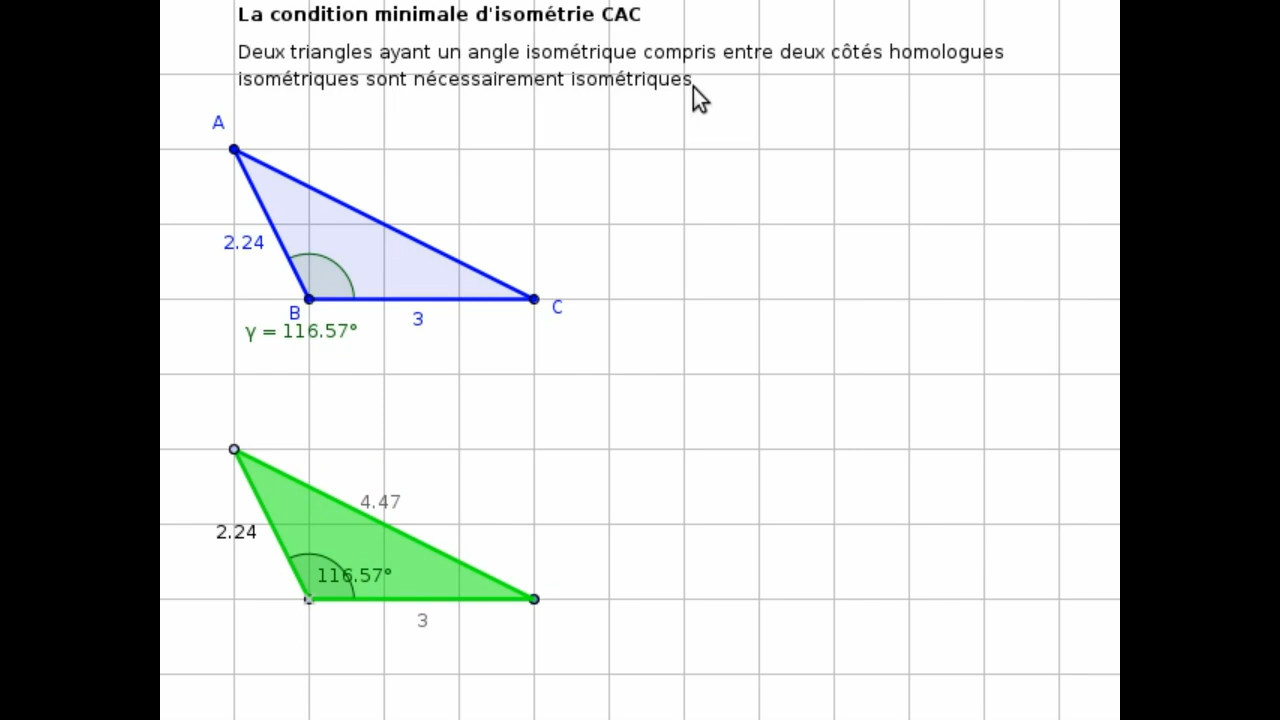 La condition minimale d'isométrie CAC
Deux triangles ayant un angle isométrique compris entre deux côtés homologues
isométriques sont nécessairement isométriques.
A
2.24
B
3
C
γ = 116.57°
4.47
2.24
116.57°
3